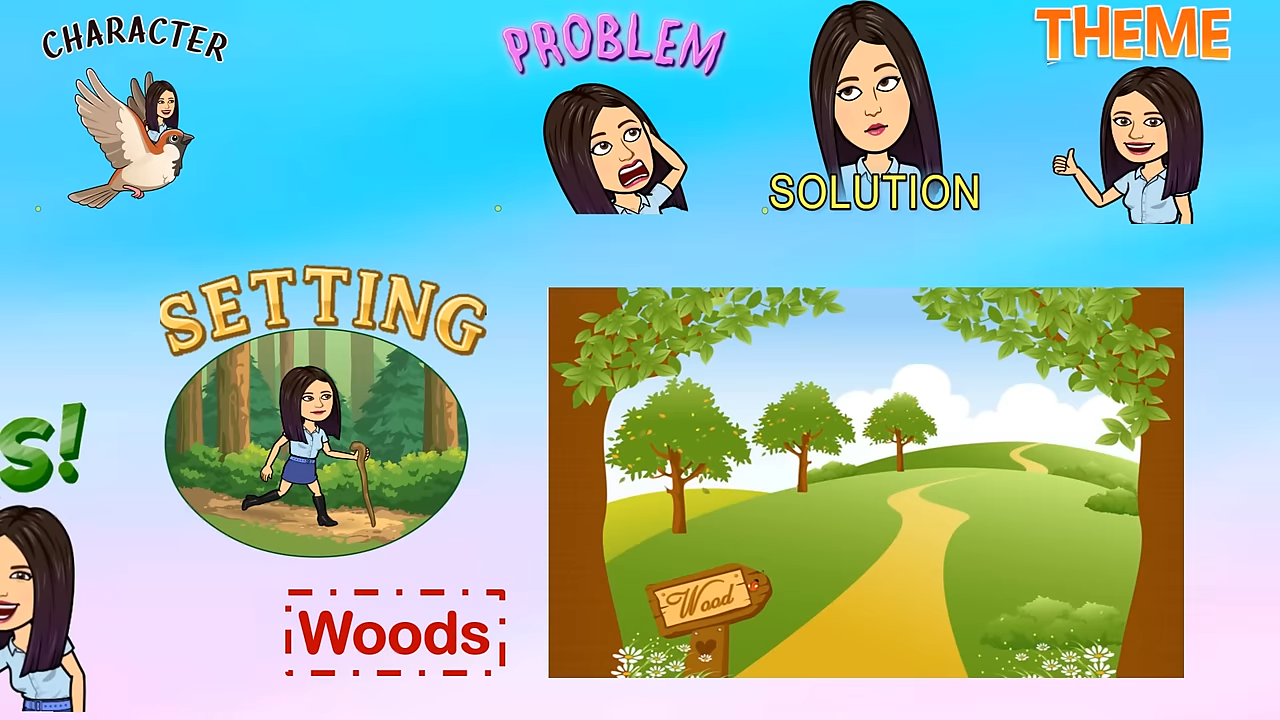 CHARACTER
PROBLEM
SOLUTION
THEME
SETTING
S!
Woods
Wood